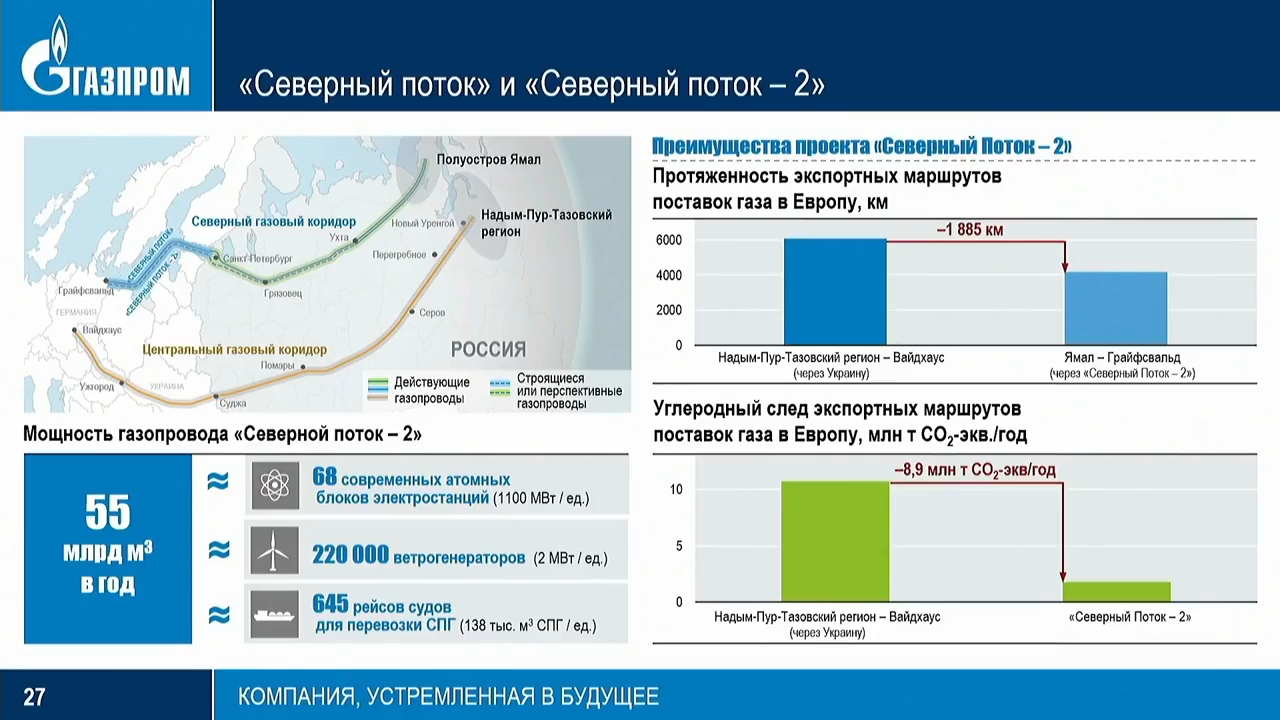 ГАЗПРОМ
«Северный поток» и «Северный поток – 2»
Полуостров Ямал
Надым-Пур-Тазовский
регион
Северный газовый коридор
Новый Уренгой
Ухта
Перегребное
«СЕВЕРНЫЙ ПОТОК»
«СЕВЕРНЫЙ ПОТОК – 2»
Санкт-Петербург
Грязовец
Грайфсвальд
ГЕРМАНИЯ
Вайдхаус
Серов
Центральный газовый коридор
РОССИЯ
Помары
Ужгород
УКРАИНА
Суджа
Действующие
газопроводы
Строящиеся
или перспективные
газопроводы
Мощность газопровода «Северной поток – 2»
55
млрд м³
в год
≈
68 современных атомных
блоков электростанций (1100 МВт / ед.)
≈
220 000 ветрогенераторов (2 МВт / ед.)
≈
645 рейсов судов
для перевозки СПГ (138 тыс. м³ СПГ / ед.)
Преимущества проекта «Северный Поток – 2»
Протяженность экспортных маршрутов
поставок газа в Европу, км
–1 885 км
6000
4000
2000
0
Надым-Пур-Тазовский регион – Вайдхаус
(через Украину)
Ямал – Грайфсвальд
(через «Северный Поток – 2»)
Углеродный след экспортных маршрутов
поставок газа в Европу, млн т CO₂-экв./год
–8,9 млн т CO₂-экв/год
10
5
0
Надым-Пур-Тазовский регион – Вайдхаус
(через Украину)
«Северный Поток – 2»
27
КОМПАНИЯ, УСТРЕМЛЕННАЯ В БУДУЩЕЕ